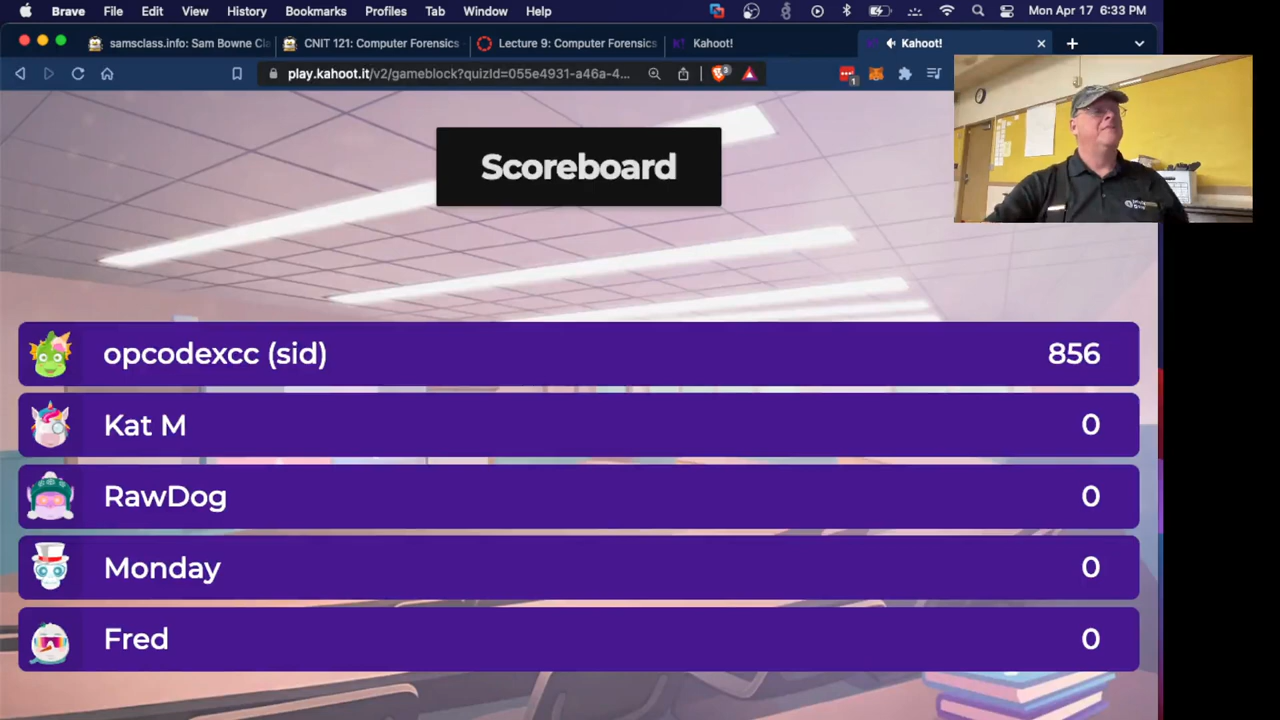 Brave File Edit View History Bookmarks Profiles Tab Window Help Mon Apr 17 6:33 PM
samsclass.info: Sam Bowne Cla CNIT 121: Computer Forensics Lecture 9: Computer Forensics Kahoot! Kahoot!
play.kahoot.it/v2/gameblock?quizId=055e4931-a46a-4...
Scoreboard
opcodexcc (sid) 856
Kat M 0
RawDog 0
Monday 0
Fred 0